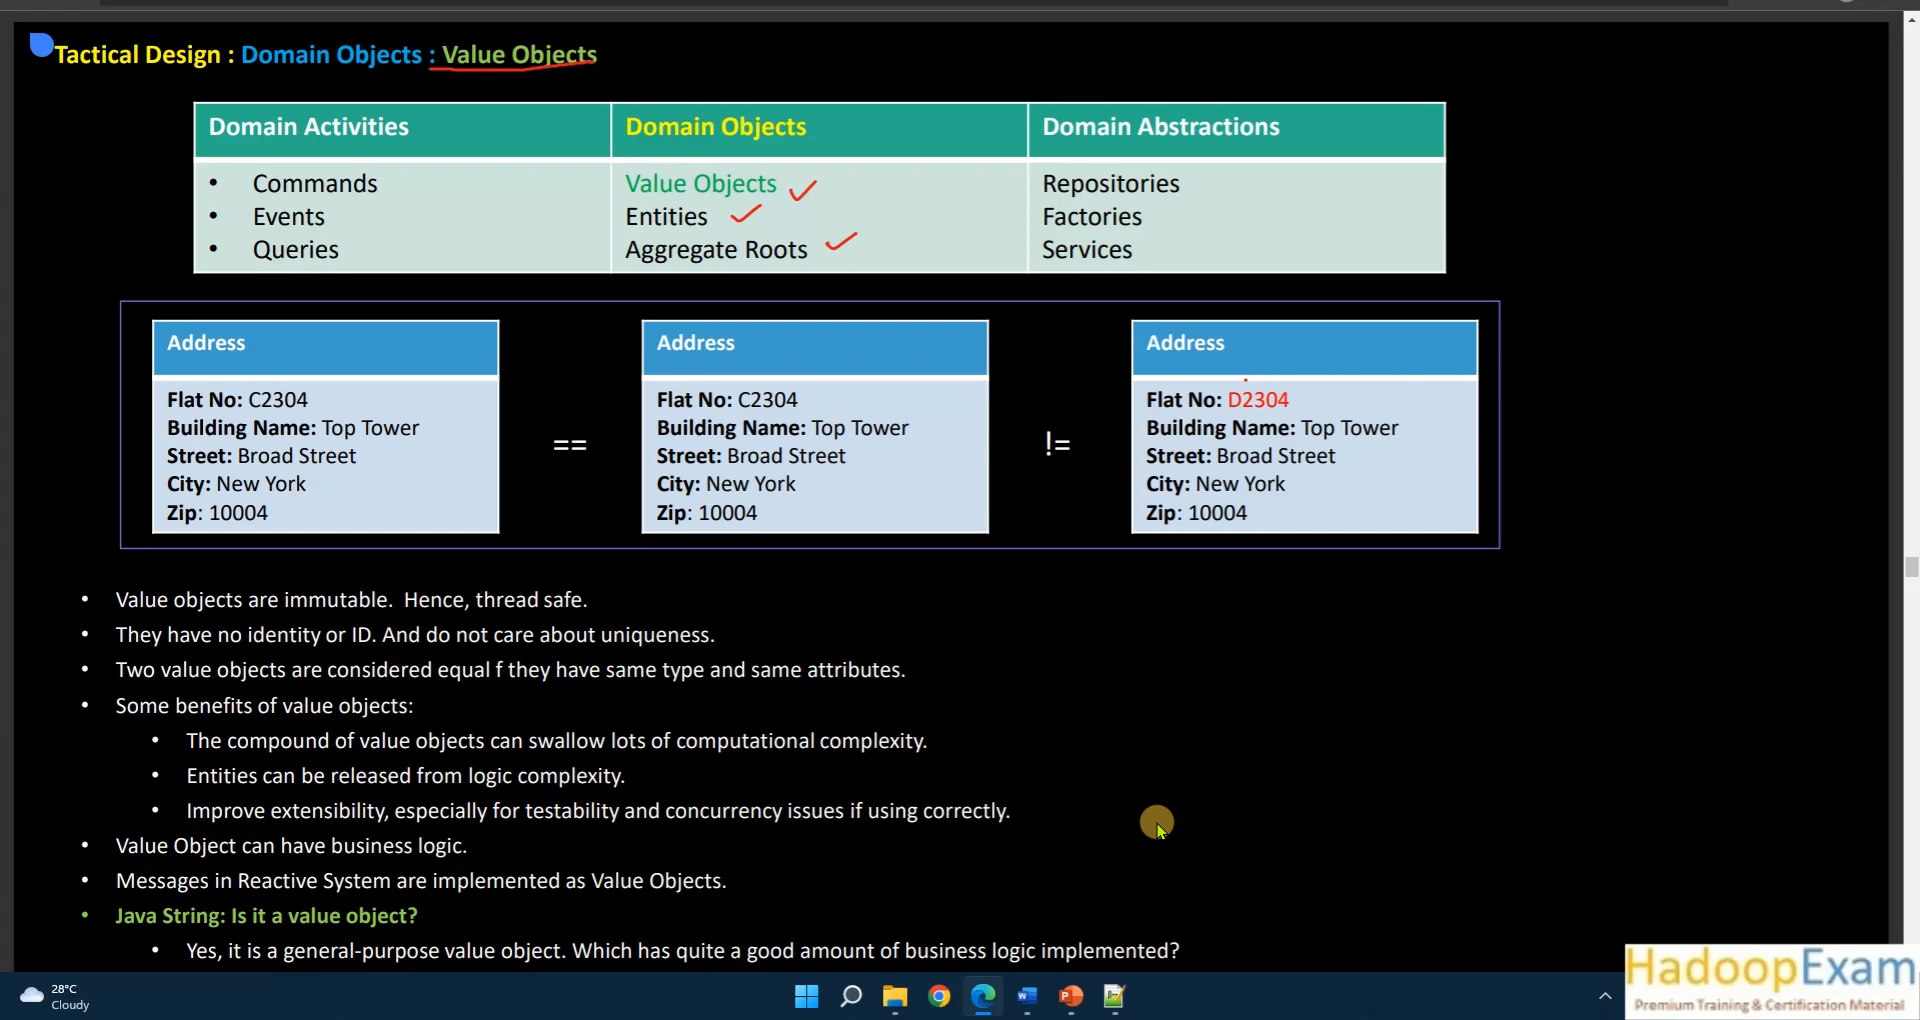 Tactical Design : Domain Objects : Value Objects
Domain Activities
Domain Objects
Domain Abstractions
• Commands
• Events
• Queries
Value Objects
Entities
Aggregate Roots
Repositories
Factories
Services
Address
Flat No: C2304
Building Name: Top Tower
Street: Broad Street
City: New York
Zip: 10004
==
Address
Flat No: C2304
Building Name: Top Tower
Street: Broad Street
City: New York
Zip: 10004
!=
Address
Flat No: D2304
Building Name: Top Tower
Street: Broad Street
City: New York
Zip: 10004
• Value objects are immutable. Hence, thread safe.
• They have no identity or ID. And do not care about uniqueness.
• Two value objects are considered equal f they have same type and same attributes.
• Some benefits of value objects:
• The compound of value objects can swallow lots of computational complexity.
• Entities can be released from logic complexity.
• Improve extensibility, especially for testability and concurrency issues if using correctly.
• Value Object can have business logic.
• Messages in Reactive System are implemented as Value Objects.
• Java String: Is it a value object?
• Yes, it is a general-purpose value object. Which has quite a good amount of business logic implemented?
28°C
Cloudy
HadoopExam
Premium Training & Certification Material